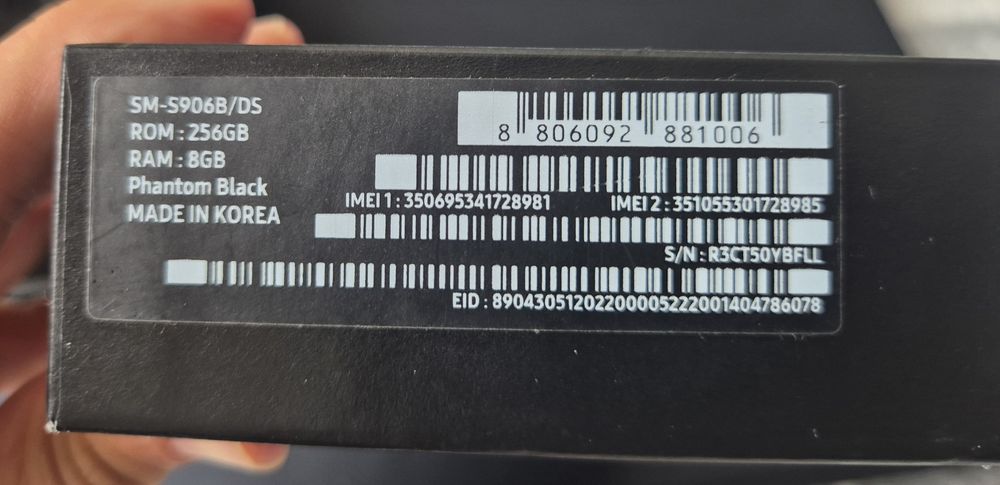 SM-S906B/DS
ROM : 256GB
RAM : 8GB
Phantom Black
MADE IN KOREA
8 806092 881006
IMEI 1 : 350695341728981 IMEI 2 : 351055301728985
S/N : R3CT50YBFLL
EID : 89043051202200005222001404786078